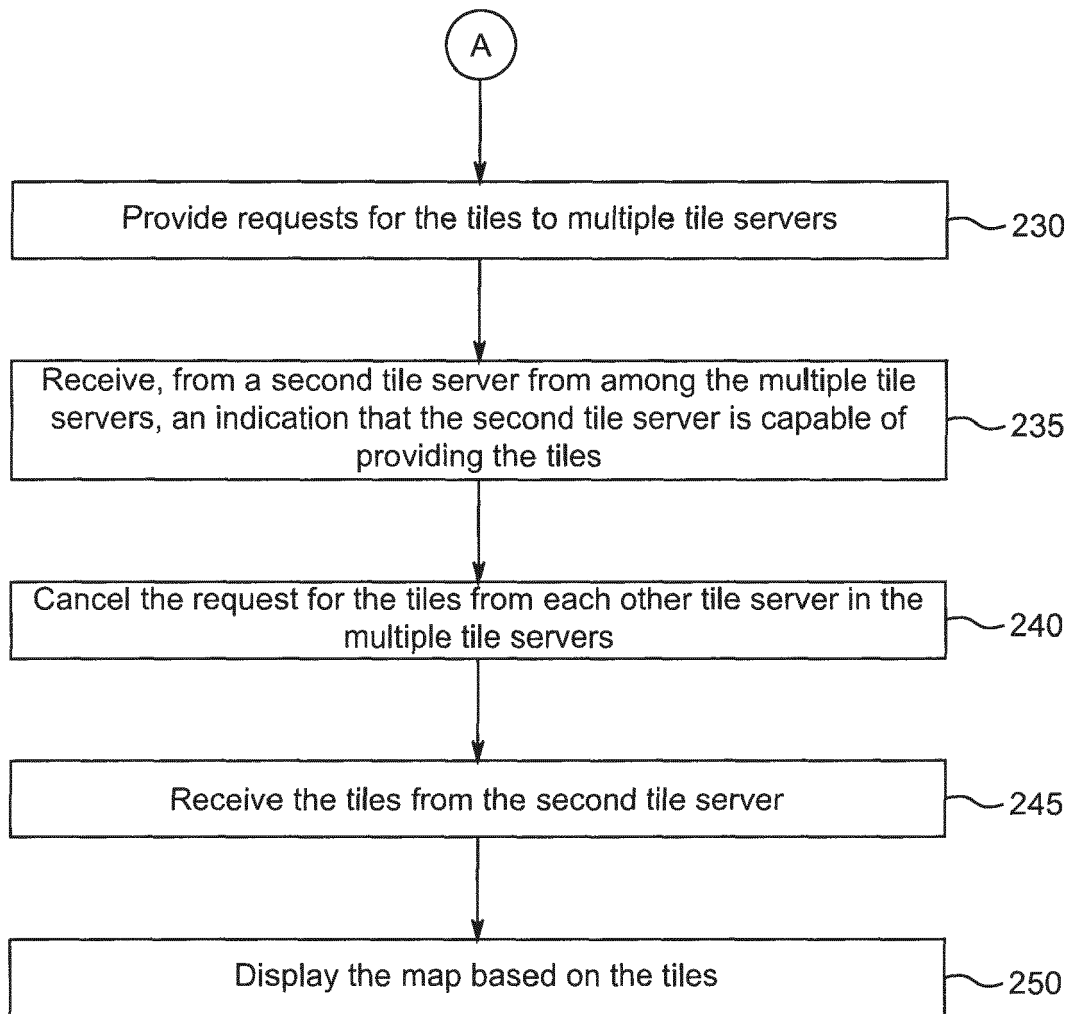 A
Provide requests for the tiles to multiple tile servers
230
Receive, from a second tile server from among the multiple tile
servers, an indication that the second tile server is capable of
providing the tiles
235
Cancel the request for the tiles from each other tile server in the
multiple tile servers
240
Receive the tiles from the second tile server
245
Display the map based on the tiles
250